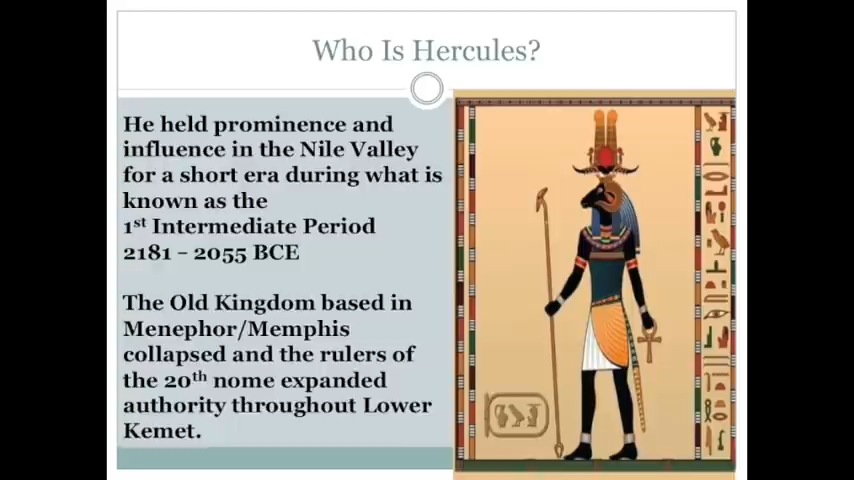 Who Is Hercules?
He held prominence and
influence in the Nile Valley
for a short era during what is
known as the
1st Intermediate Period
2181 – 2055 BCE
The Old Kingdom based in
Menephor/Memphis
collapsed and the rulers of
the 20th nome expanded
authority throughout Lower
Kemet.